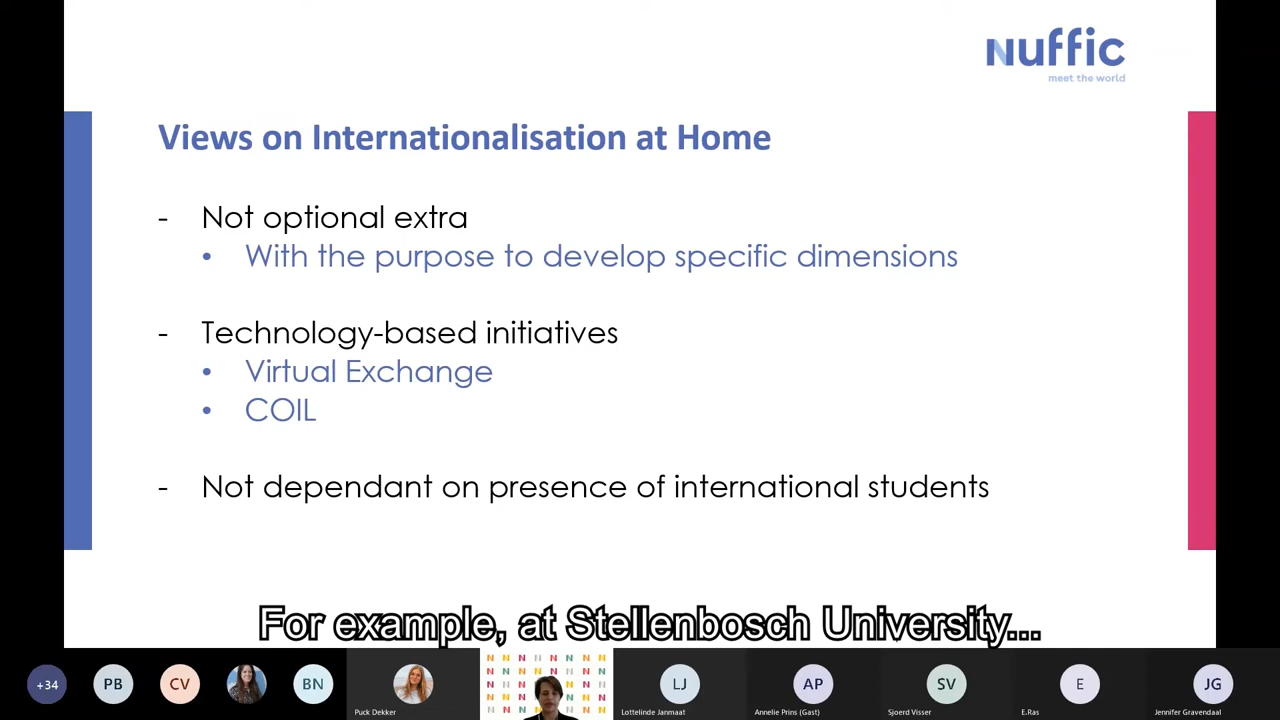 nuffic
meet the world
Views on Internationalisation at Home
- Not optional extra
• With the purpose to develop specific dimensions
- Technology-based initiatives
• Virtual Exchange
• COIL
- Not dependant on presence of international students
For example, at Stellenbosch University...
+34
PB
CV
BN
Puck Dekker
LJ
Lottelinde Janmaat
AP
Annelie Prins (Gast)
SV
Sjoerd Visser
E
E.Ras
JG
Jennifer Gravendaal